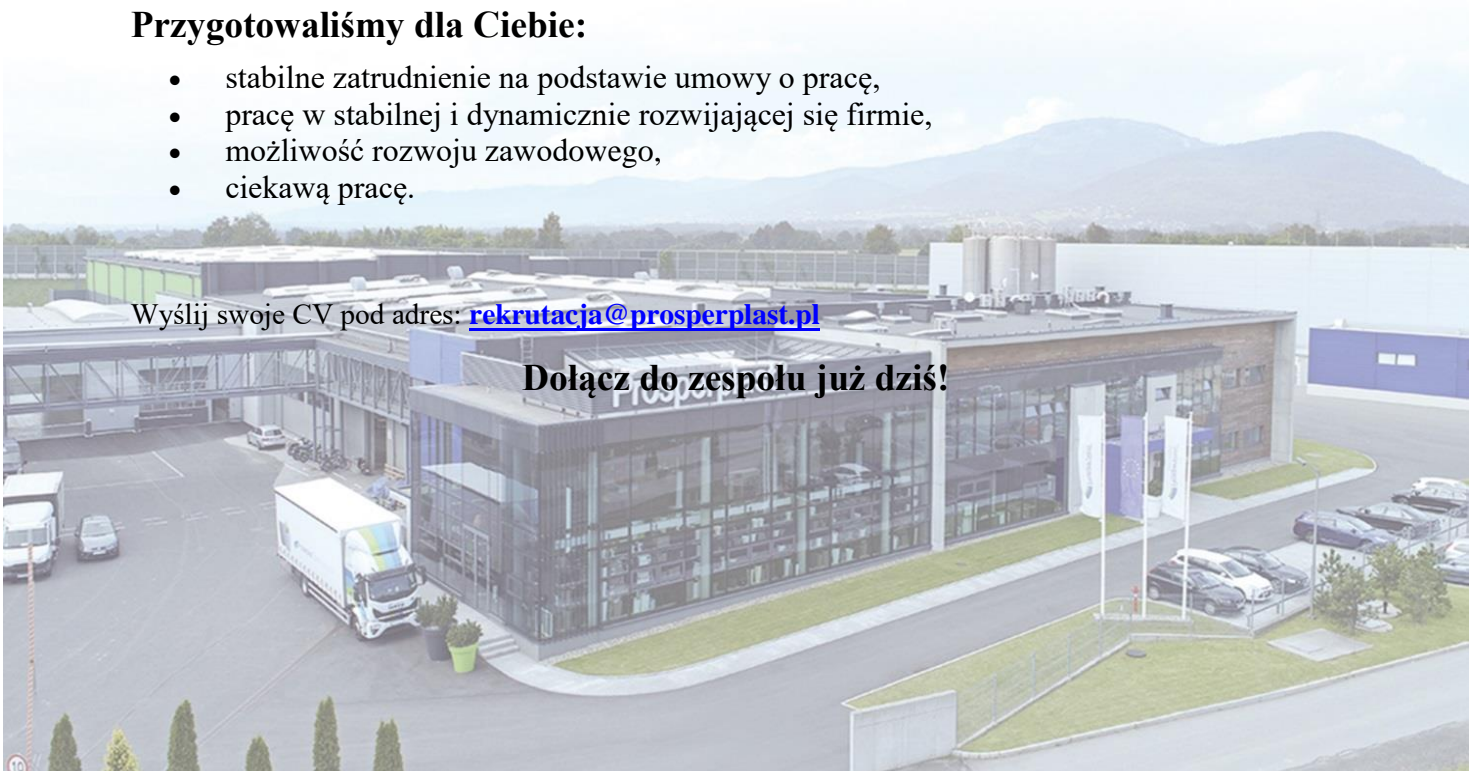 Przygotowaliśmy dla Ciebie:
• stabilne zatrudnienie na podstawie umowy o pracę,
• pracę w stabilnej i dynamicznie rozwijającej się firmie,
• możliwość rozwoju zawodowego,
• ciekawą pracę.
Wyślij swoje CV pod adres: rekrutacja@prosperplast.pl
Dołącz do zespołu już dziś!
10